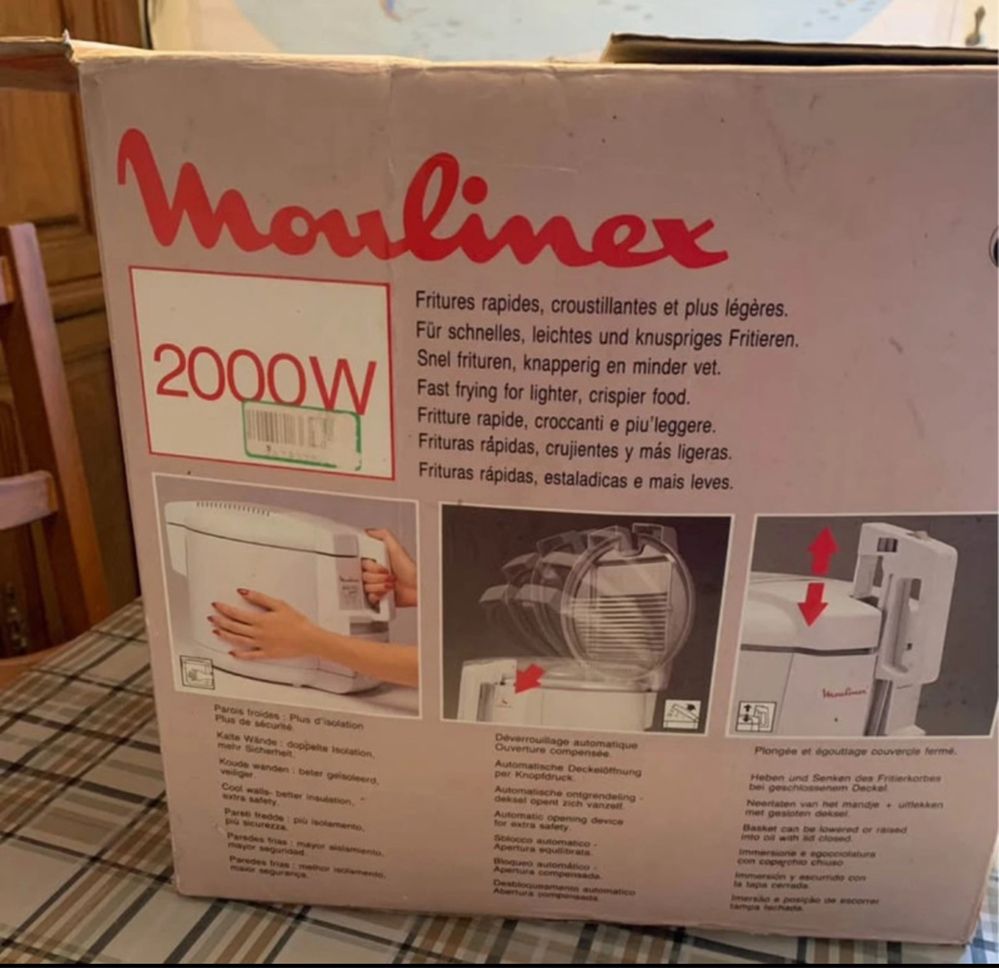 Moulinex
2000W
Fritures rapides, croustillantes et plus légères.
Für schnelles, leichtes und knuspriges Fritieren.
Snel frituren, knapperig en minder vet.
Fast frying for lighter, crispier food.
Fritture rapide, croccanti e piu'leggere.
Frituras rápidas, crujientes y más ligeras.
Frituras rápidas, estaladicas e mais leves.
Moulinex
Moulinex
Parois froides : Plus d'isolation
Plus de sécurité.
Kalte Wände : doppelte Isolation,
mehr Sicherheit.
Koude wanden : beter geïsoleerd,
veiliger.
Cool walls- better insulation,
extra safety.
Pareti fredde : più isolamento,
più sicurezza.
Paredes frias : mayor aislamiento,
mayor seguridad.
Paredes frias : melhor isolamento,
maior segurança.
Déverrouillage automatique
Ouverture compensée.
Automatische Deckelöffnung
per Knopfdruck.
Automatische ontgrendeling -
deksel opent zich vanzelf.
Automatic opening device
for extra safety.
Sblocco automatico -
Apertura equilibrata.
Bloqueo automático -
Apertura compensada.
Desbloqueamento automatico
Abertura compensada.
Plongée et égouttage couvercle fermé.
Heben und Senken des Fritierkorbes
bei geschlossenem Deckel.
Neerlaten van het mandje + uitlekken
met gesloten deksel.
Basket can be lowered or raised
into oil with lid closed.
Immersione e sgocciolatura
con coperchio chiuso
Immersión y escurrido con
la tapa cerrada.
Imersão e posição de escorrer
tampa fechada.